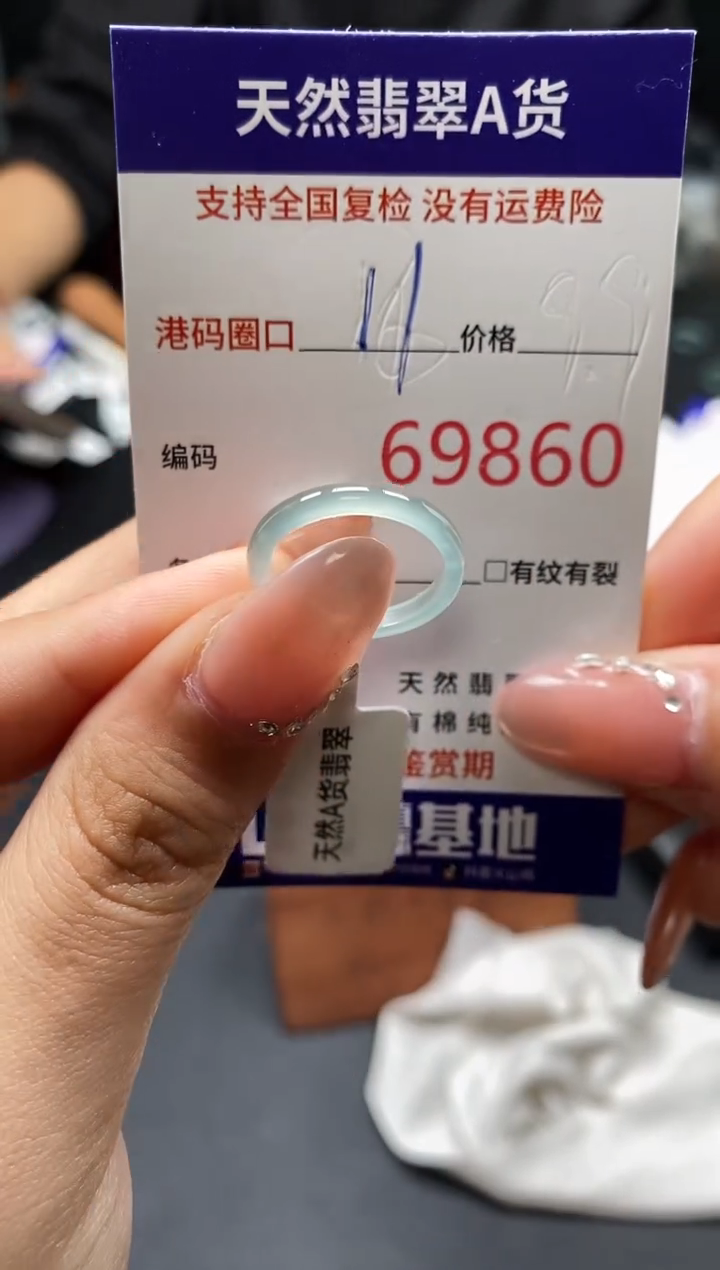 天然翡翠A货
支持全国复检 没有运费险
港码圈口 11 价格
编码 69860
□有纹有裂
天然翡
有棉纯
鉴赏期
天然A货翡翠
基地